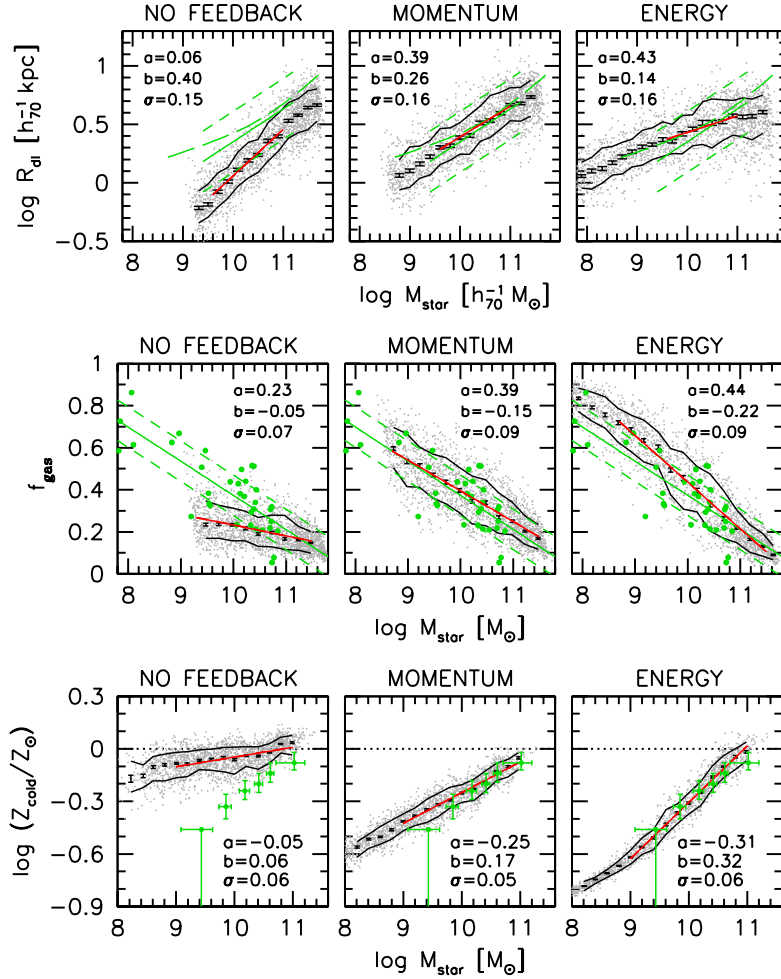 NO FEEDBACK MOMENTUM ENERGY
a=0.06 a=0.39 a=0.43
b=0.40 b=0.26 b=0.14
σ=0.15 σ=0.16 σ=0.16
1
0.5
0
−0.5
log R_dl [h_70^−1 kpc]
9 10 11 9 10 11 8 9 10 11
log M_star [h_70^−1 M_⊙]
NO FEEDBACK MOMENTUM ENERGY
a=0.23 a=0.39 a=0.44
b=−0.05 b=−0.15 b=−0.22
σ=0.07 σ=0.09 σ=0.09
1
0.8
0.6
0.4
0.2
0
f_gas
8 9 10 11 8 9 10 11 8 9 10 11
log M_star [M_⊙]
NO FEEDBACK MOMENTUM ENERGY
0.3
0
−0.3
−0.6
−0.9
log (Z_cold/Z_⊙)
a=−0.05 a=−0.25 a=−0.31
b=0.06 b=0.17 b=0.32
σ=0.06 σ=0.05 σ=0.06
8 9 10 11 8 9 10 11 8 9 10 11
log M_star [M_⊙]